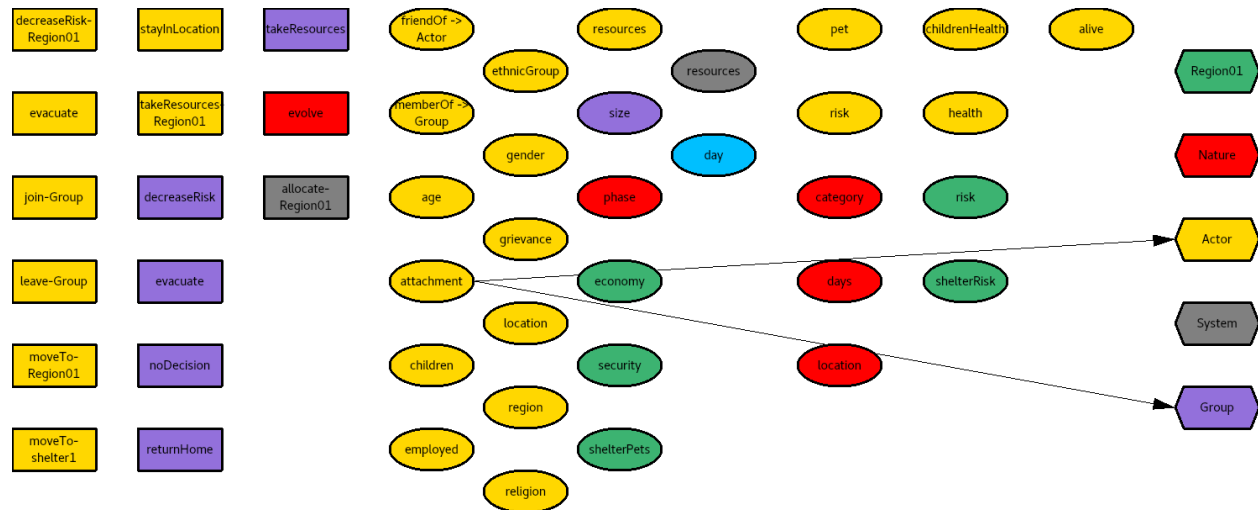 decreaseRisk-
Region01
stayInLocation
takeResources
friendOf ->
Actor
resources
pet
childrenHealth
alive
ethnicGroup
resources
Region01
evacuate
takeResources-
Region01
evolve
memberOf ->
Group
size
risk
health
gender
day
Nature
join-Group
decreaseRisk
allocate-
Region01
age
phase
category
risk
grievance
Actor
leave-Group
evacuate
attachment
economy
days
shelterRisk
location
System
moveTo-
Region01
noDecision
children
security
location
region
Group
moveTo-
shelter1
returnHome
employed
shelterPets
religion